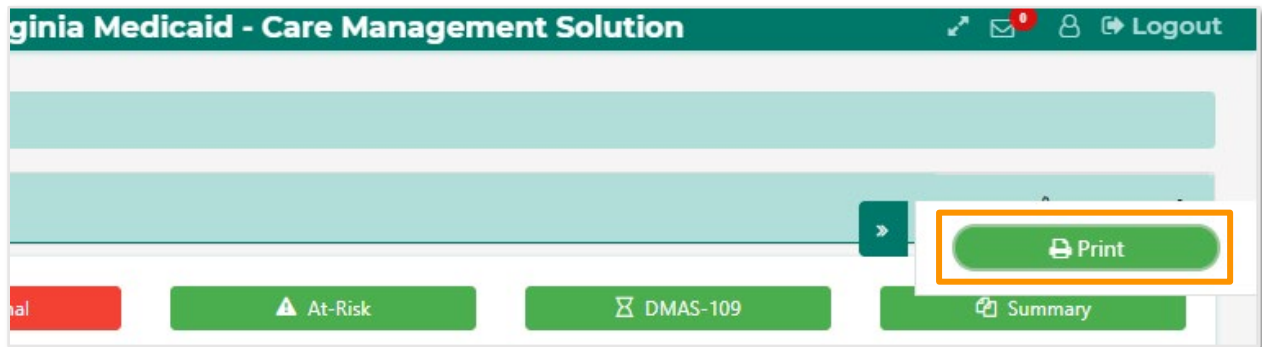 ginia Medicaid - Care Management Solution 0 Logout
» Print
nal At-Risk DMAS-109 Summary